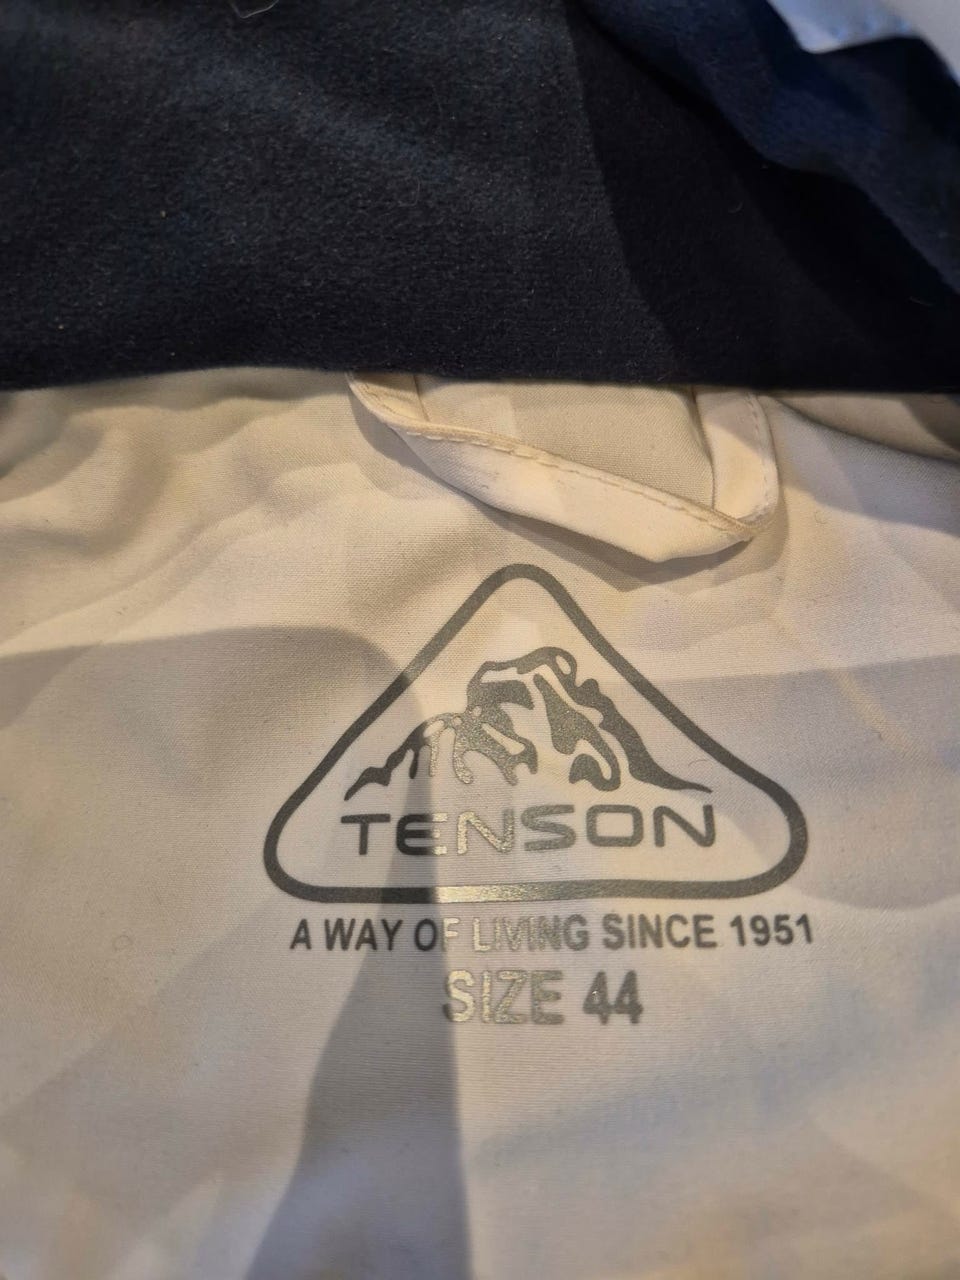 TENSON
A WAY OF LIVING SINCE 1951
SIZE 44